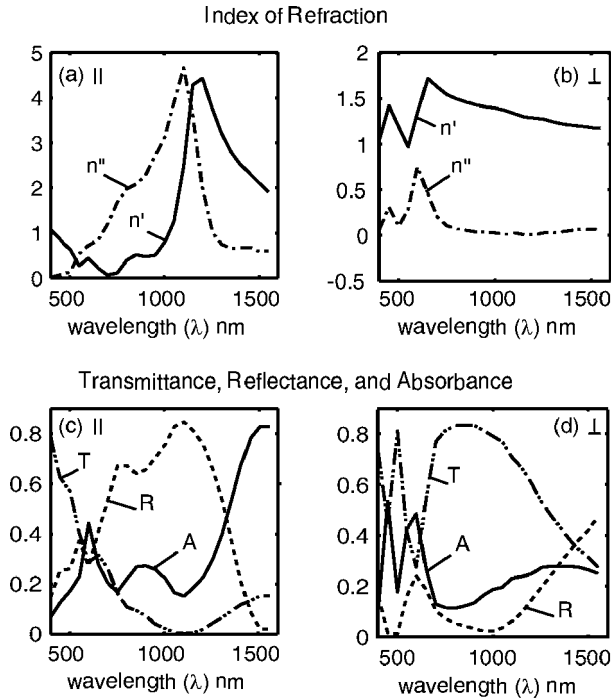 Index of Refraction
(a) ||
(b) ⊥
5
4
3
2
1
0
n"
n'
500 1000 1500
wavelength (λ) nm
2
1.5
1
0.5
0
-0.5
n'
n"
500 1000 1500
wavelength (λ) nm
Transmittance, Reflectance, and Absorbance
(c) ||
(d) ⊥
0.8
0.6
0.4
0.2
0
T
R
A
500 1000 1500
wavelength (λ) nm
0.8
0.6
0.4
0.2
0
T
A
R
500 1000 1500
wavelength (λ) nm